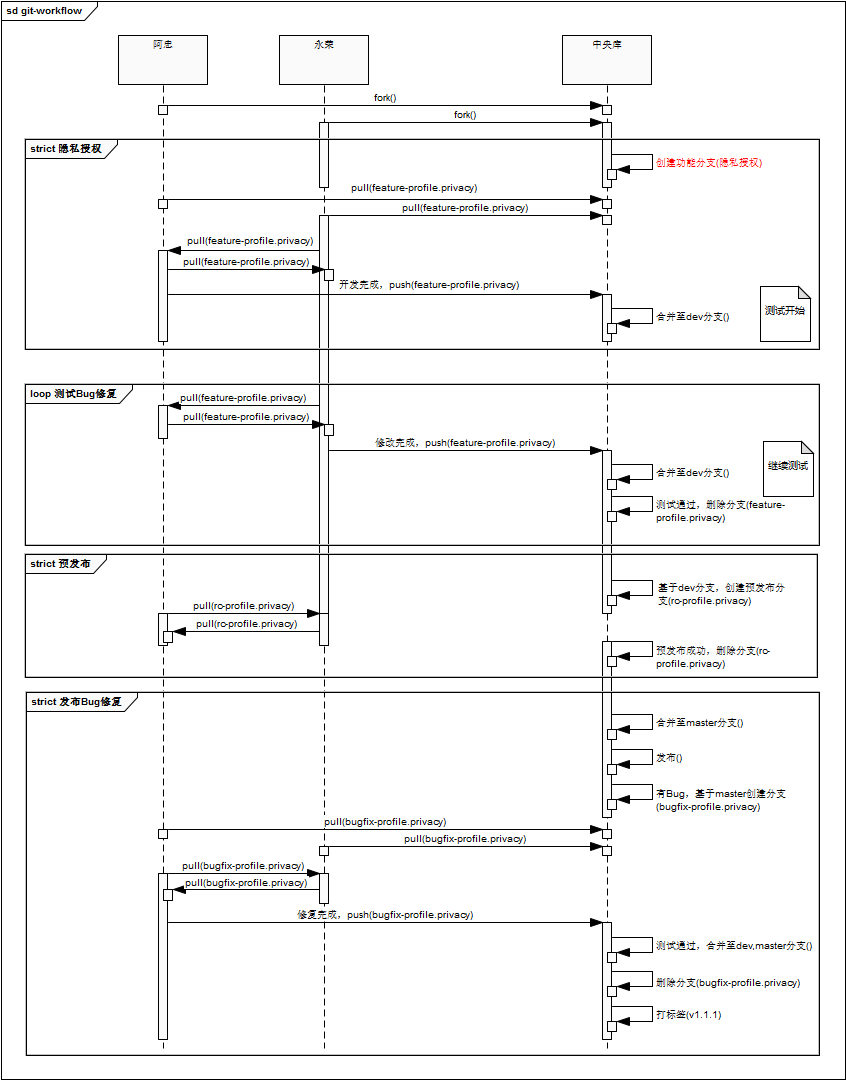 sd git-workflow
阿忠
永荣
中央库
fork()
fork()
strict 隐私授权
创建功能分支(隐私授权)
pull(feature-profile.privacy)
pull(feature-profile.privacy)
pull(feature-profile.privacy)
pull(feature-profile.privacy)
开发完成，push(feature-profile.privacy)
测试开始
合并至dev分支()
loop 测试Bug修复
pull(feature-profile.privacy)
pull(feature-profile.privacy)
修改完成，push(feature-profile.privacy)
继续测试
合并至dev分支()
测试通过，删除分支(feature-
profile.privacy)
strict 预发布
基于dev分支，创建预发布分
支(rc-profile.privacy)
pull(rc-profile.privacy)
pull(rc-profile.privacy)
预发布成功，删除分支(rc-
profile.privacy)
strict 发布Bug修复
合并至master分支()
发布()
有Bug，基于master创建分支
(bugfix-profile.privacy)
pull(bugfix-profile.privacy)
pull(bugfix-profile.privacy)
pull(bugfix-profile.privacy)
pull(bugfix-profile.privacy)
修复完成，push(bugfix-profile.privacy)
测试通过，合并至dev,master分支()
删除分支(bugfix-profile.privacy)
打标签(v1.1.1)